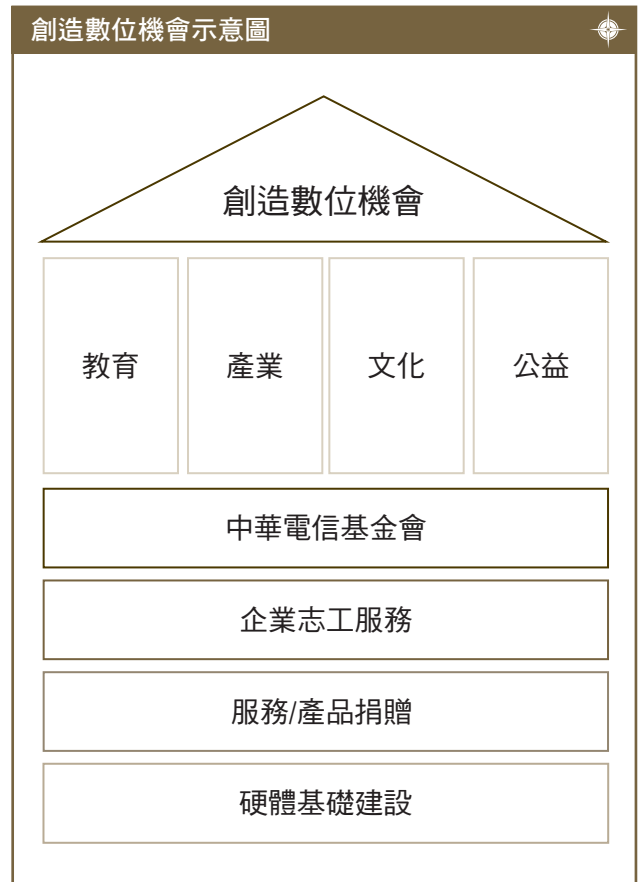 創造數位機會示意圖
創造數位機會
教育 產業 文化 公益
中華電信基金會
企業志工服務
服務/產品捐贈
硬體基礎建設